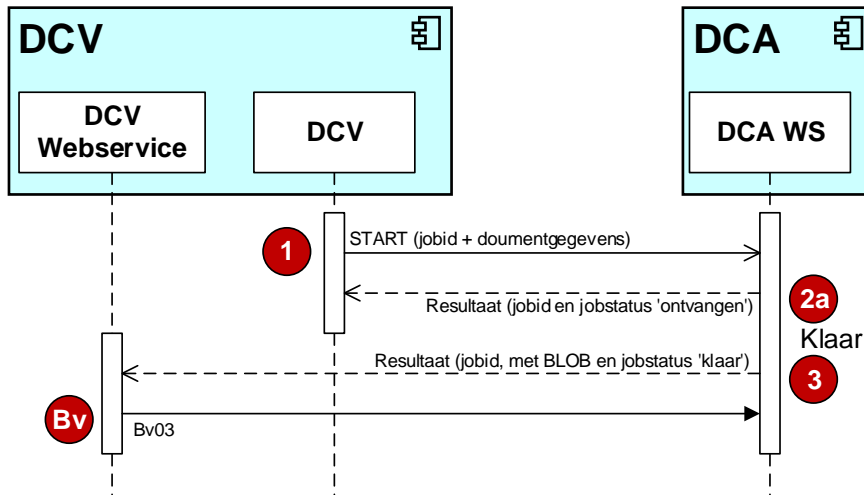 DCV
DCA
DCV
Webservice
DCV
DCA WS
1
START (jobid + doumentgegevens)
2a
Resultaat (jobid en jobstatus 'ontvangen')
Klaar
Resultaat (jobid, met BLOB en jobstatus 'klaar')
3
Bv
Bv03